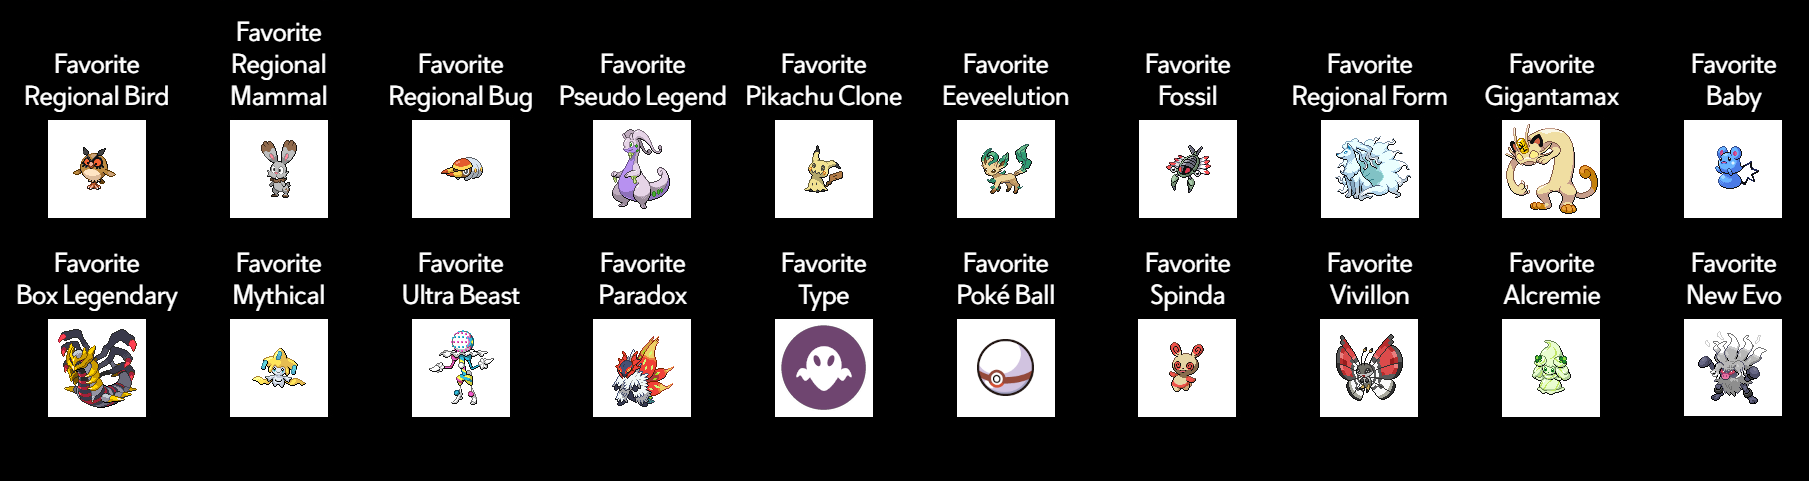 Favorite
Regional Bird
Favorite
Regional
Mammal
Favorite
Regional Bug
Favorite
Pseudo Legend
Favorite
Pikachu Clone
Favorite
Eeveelution
Favorite
Fossil
Favorite
Regional Form
Favorite
Gigantamax
Favorite
Baby
Favorite
Box Legendary
Favorite
Mythical
Favorite
Ultra Beast
Favorite
Paradox
Favorite
Type
Favorite
Poké Ball
Favorite
Spinda
Favorite
Vivillon
Favorite
Alcremie
Favorite
New Evo